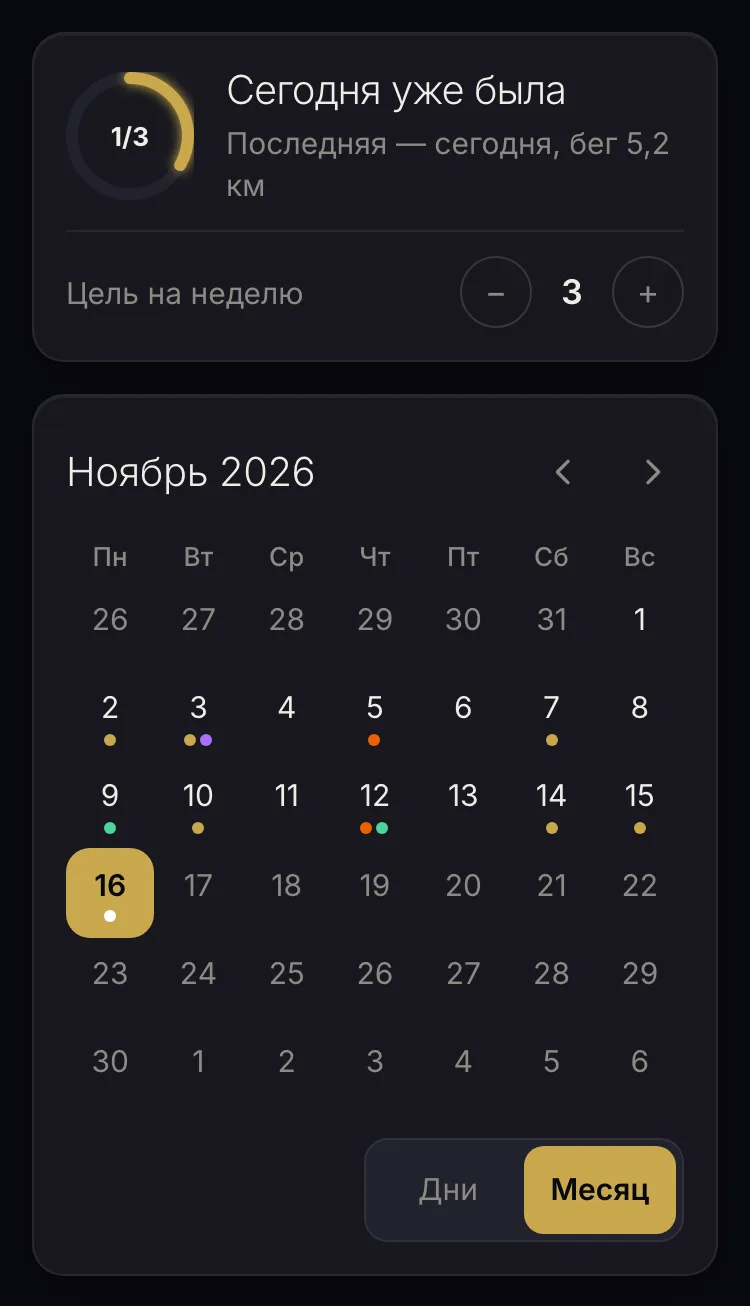 1/3
Сегодня уже была
Последняя — сегодня, бег 5,2
км
Цель на неделю − 3 +
Ноябрь 2026
Пн Вт Ср Чт Пт Сб Вс
26 27 28 29 30 31 1
2 3 4 5 6 7 8
9 10 11 12 13 14 15
16 17 18 19 20 21 22
23 24 25 26 27 28 29
30 1 2 3 4 5 6
Дни Месяц